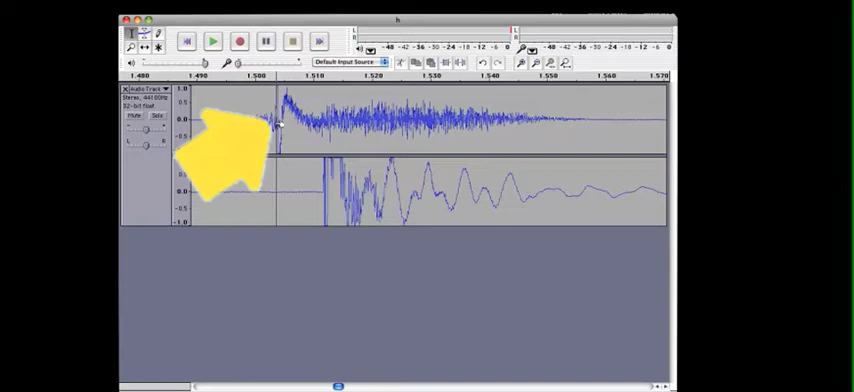 h
L
R
-48 -42 -36 -30 -24 -18 -12 -6 0
L
R
-48 -42 -36 -30 -24 -18 -12 -6 0
Default Input Source
1.480 1.490 1.500 1.510 1.520 1.530 1.540 1.550 1.560 1.570
X Audio Track
Stereo, 44100Hz
32-bit float
Mute Solo
- +
L R
1.0
0.5
0.0
-0.5
1.0
0.5
0.0
-0.5
-1.0